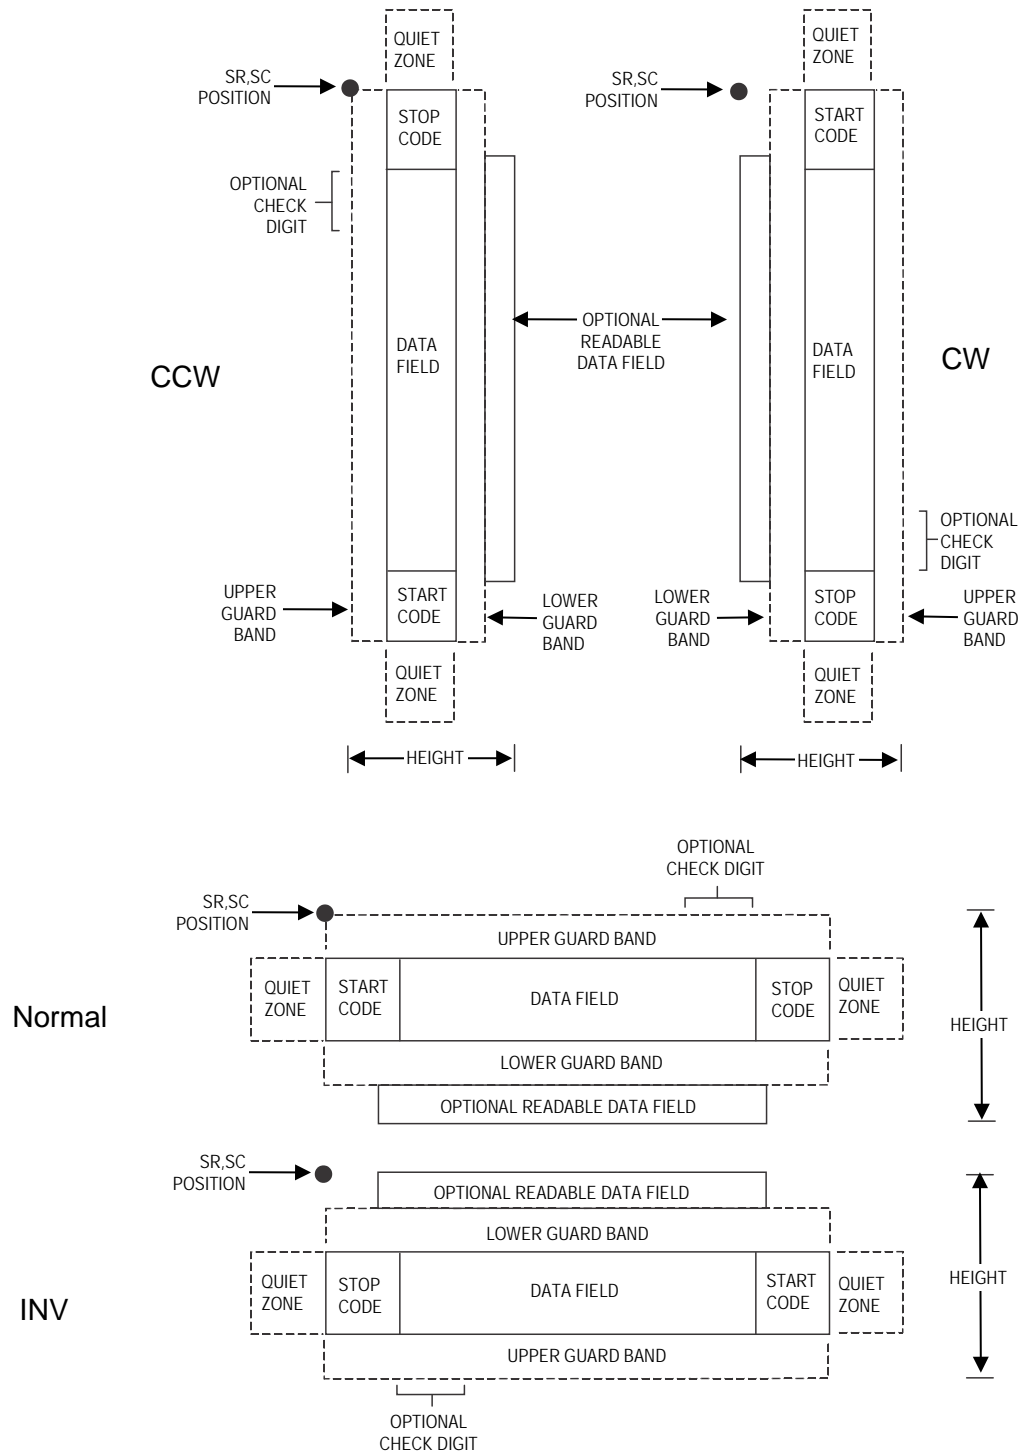 QUIET
ZONE
SR,SC
POSITION
STOP
CODE
OPTIONAL
CHECK
DIGIT
DATA
FIELD
CCW
UPPER
GUARD
BAND
START
CODE
LOWER
GUARD
BAND
QUIET
ZONE
HEIGHT
OPTIONAL
READABLE
DATA FIELD
QUIET
ZONE
SR,SC
POSITION
START
CODE
DATA
FIELD
CW
OPTIONAL
CHECK
DIGIT
LOWER
GUARD
BAND
STOP
CODE
UPPER
GUARD
BAND
QUIET
ZONE
HEIGHT
OPTIONAL
CHECK DIGIT
SR,SC
POSITION
UPPER GUARD BAND
Normal
QUIET
ZONE
START
CODE
DATA FIELD
STOP
CODE
QUIET
ZONE
HEIGHT
LOWER GUARD BAND
OPTIONAL READABLE DATA FIELD
SR,SC
POSITION
OPTIONAL READABLE DATA FIELD
LOWER GUARD BAND
INV
QUIET
ZONE
STOP
CODE
DATA FIELD
START
CODE
QUIET
ZONE
HEIGHT
UPPER GUARD BAND
OPTIONAL
CHECK DIGIT